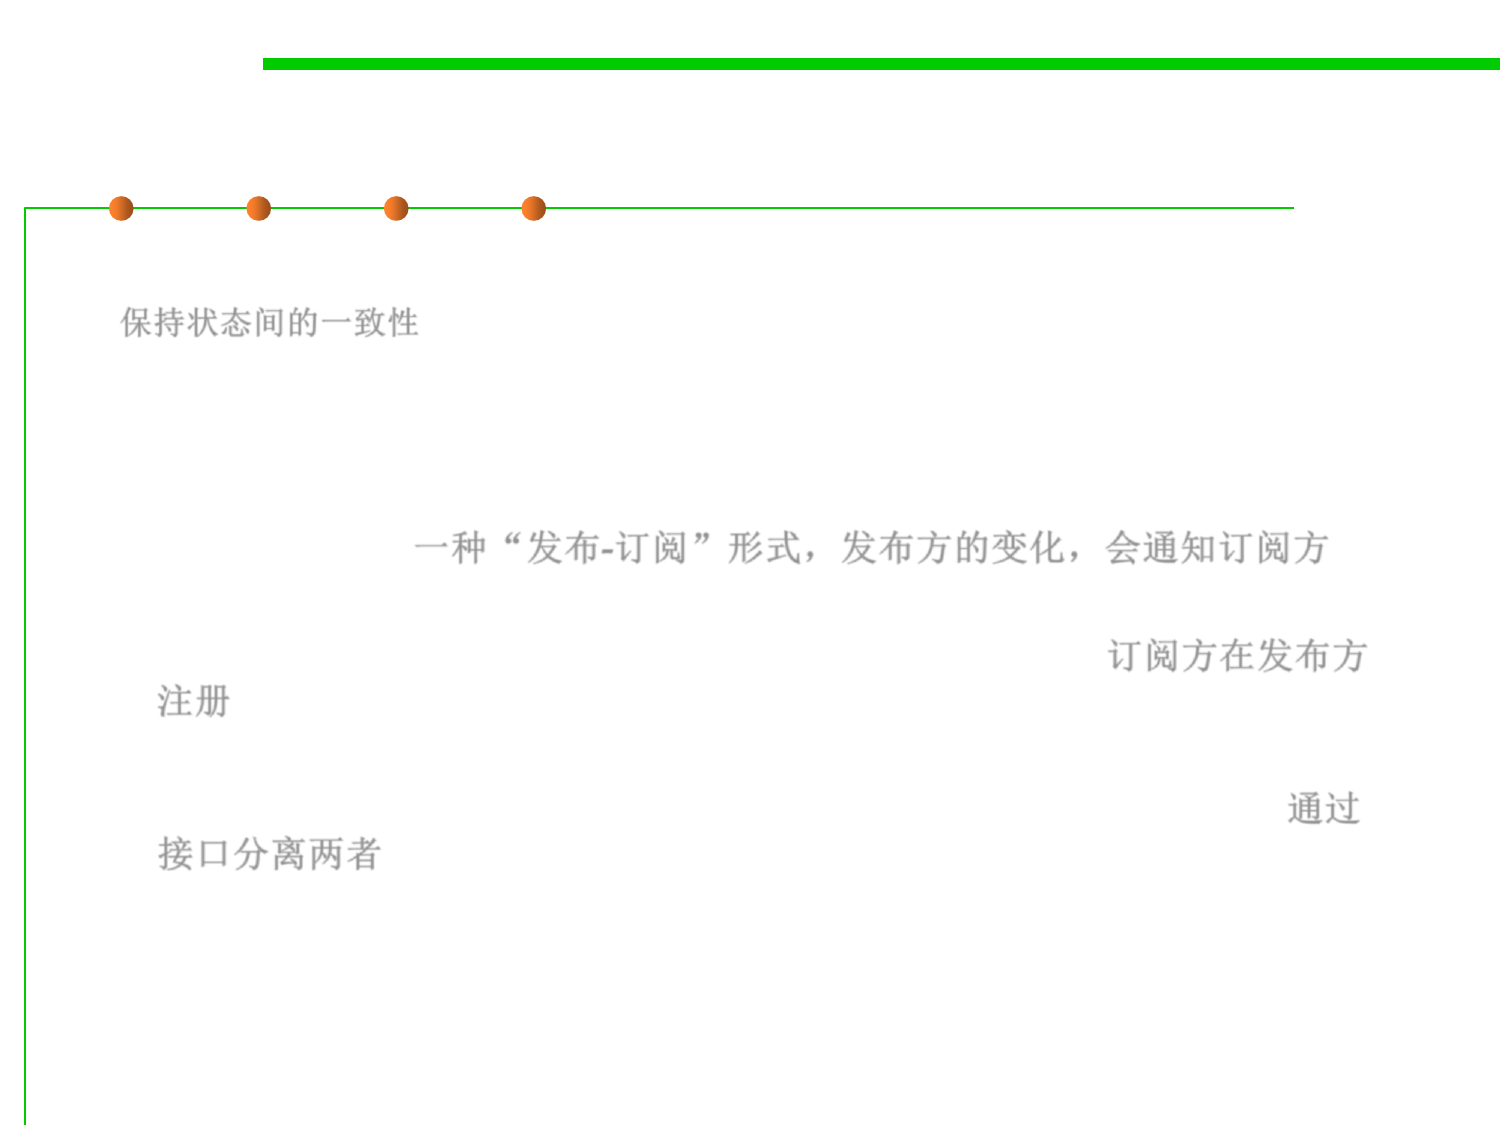 保持状态间的一致性
一种“发布-订阅”形式，发布方的变化，会通知订阅方
订阅方在发布方
注册
通过
接口分离两者